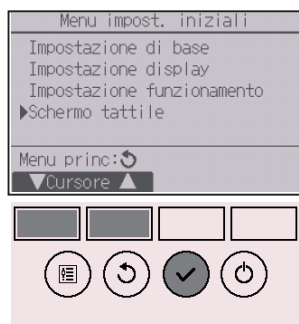 Menu impost. iniziali
Impostazione di base
Impostazione display
Impostazione funzionamento
▶Schermo tattile
Menu princ:↺
▼Cursore▲